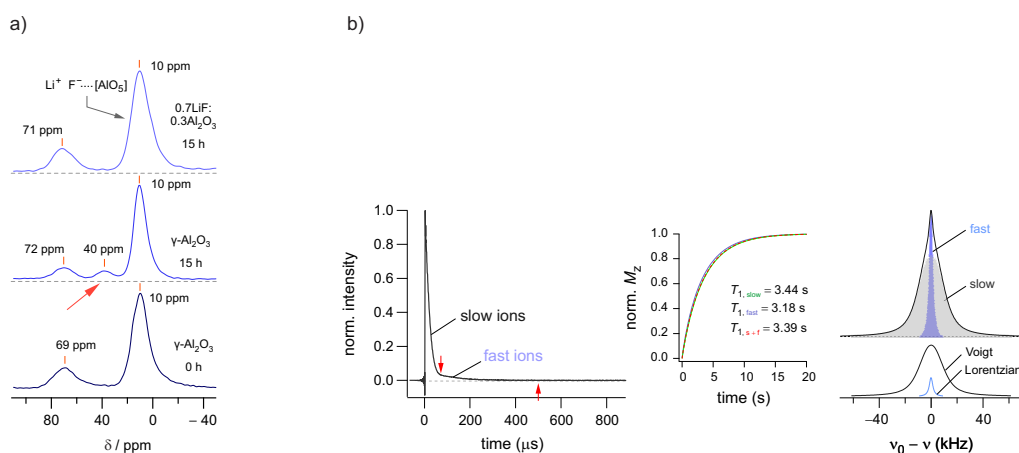 a)
10 ppm
Li⁺ F⁻····[AlO₅]
0.7LiF:
0.3Al₂O₃
71 ppm
15 h
10 ppm
72 ppm
40 ppm
γ-Al₂O₃
15 h
10 ppm
69 ppm
γ-Al₂O₃
0 h
80 40 0 – 40
δ / ppm
b)
norm. intensity
1.0
0.8
0.6
0.4
0.2
0.0
slow ions
fast ions
0 200 400 600 800
time (μs)
norm. Mz
1.0
0.8
0.6
0.4
0.2
0.0
T1, slow = 3.44 s
T1, fast = 3.18 s
T1, s + f = 3.39 s
0 5 10 15 20
time (s)
fast
slow
Voigt
Lorentzian
−40 0 40
ν₀ – ν (kHz)